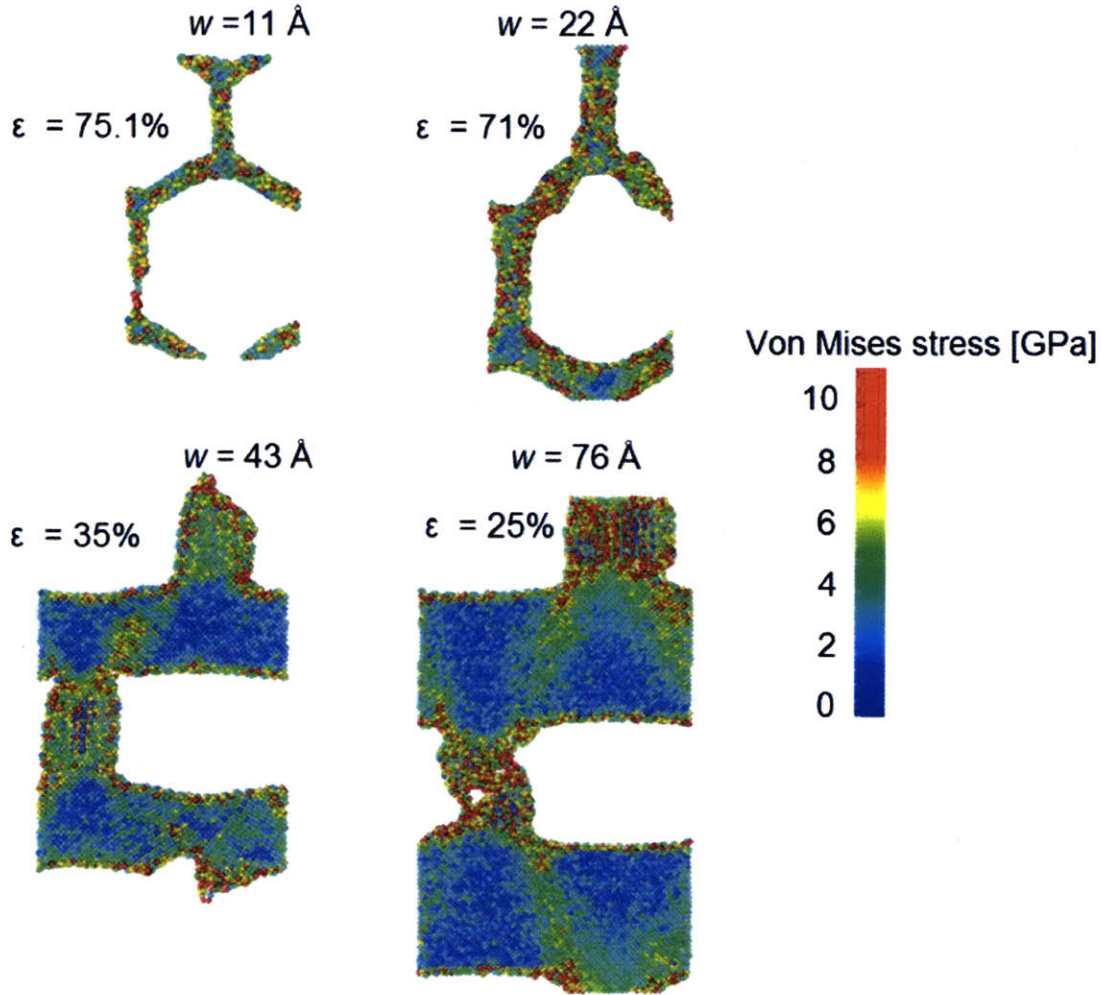 w =11 Å
w = 22 Å
ε = 75.1%
ε = 71%
Von Mises stress [GPa]
10
8
6
4
2
0
w = 43 Å
w = 76 Å
ε = 35%
ε = 25%